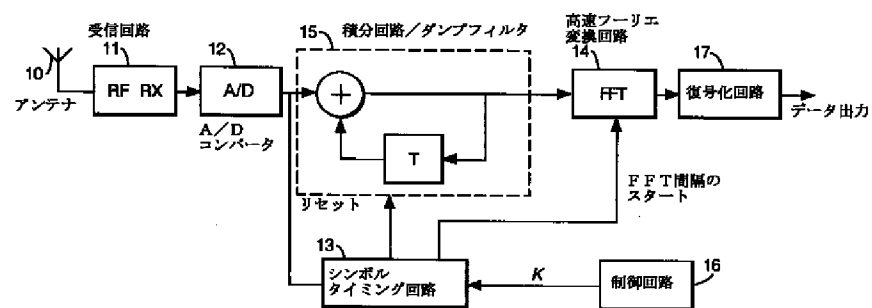 受信回路
11
12
15
積分回路／ダンプフィルタ
高速フーリエ
変換回路
14
17
10
アンテナ
RF RX
A/D
A／D
コンバータ
+
T
FFT
復号化回路
データ出力
リセット
ＦＦＴ間隔の
スタート
13
シンボル
タイミング回路
K
制御回路
16